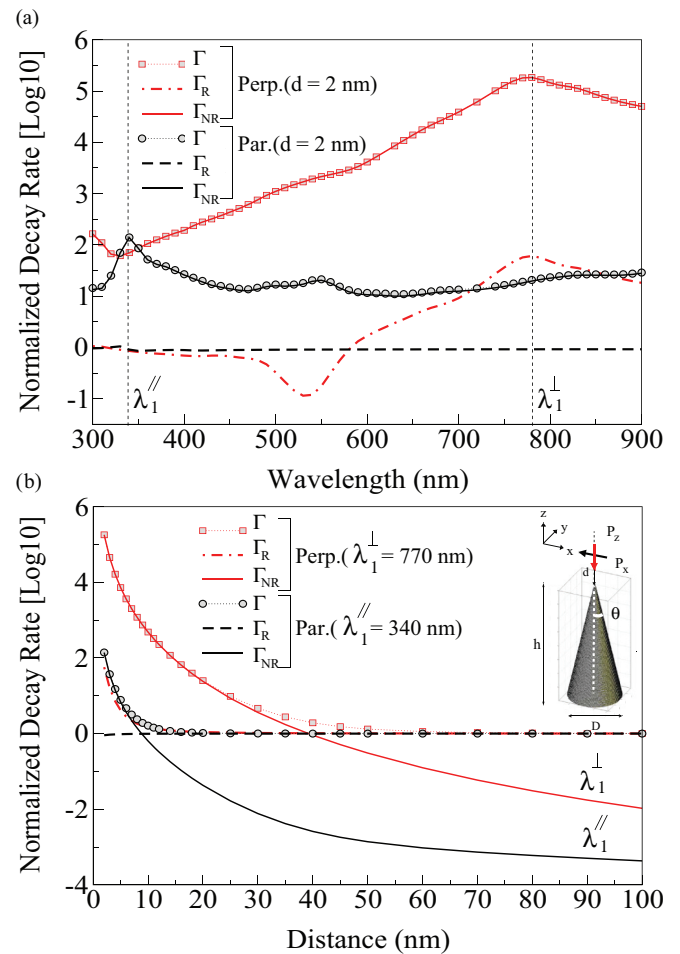 (a)
Normalized Decay Rate [Log10]
6
5
4
3
2
1
0
-1
Γ
Γ_R
Γ_NR
Perp.(d = 2 nm)
Γ
Γ_R
Γ_NR
Par.(d = 2 nm)
λ_1^//
λ_1^⊥
300 400 500 600 700 800 900
Wavelength (nm)
(b)
Normalized Decay Rate [Log10]
6
4
2
0
-2
-4
Γ
Γ_R
Γ_NR
Perp.(λ_1^⊥ = 770 nm)
Γ
Γ_R
Γ_NR
Par.(λ_1^// = 340 nm)
z
y
x
P_z
P_x
d
θ
h
D
λ_1^⊥
λ_1^//
0 10 20 30 40 50 60 70 80 90 100
Distance (nm)